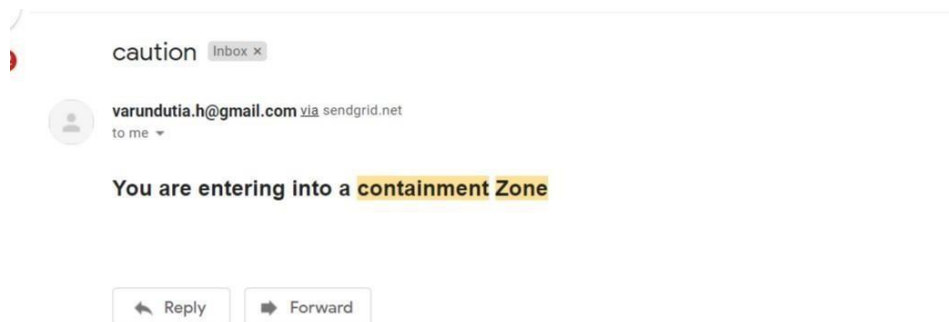 caution Inbox ×
varundutia.h@gmail.com via sendgrid.net
to me
You are entering into a containment Zone
Reply Forward